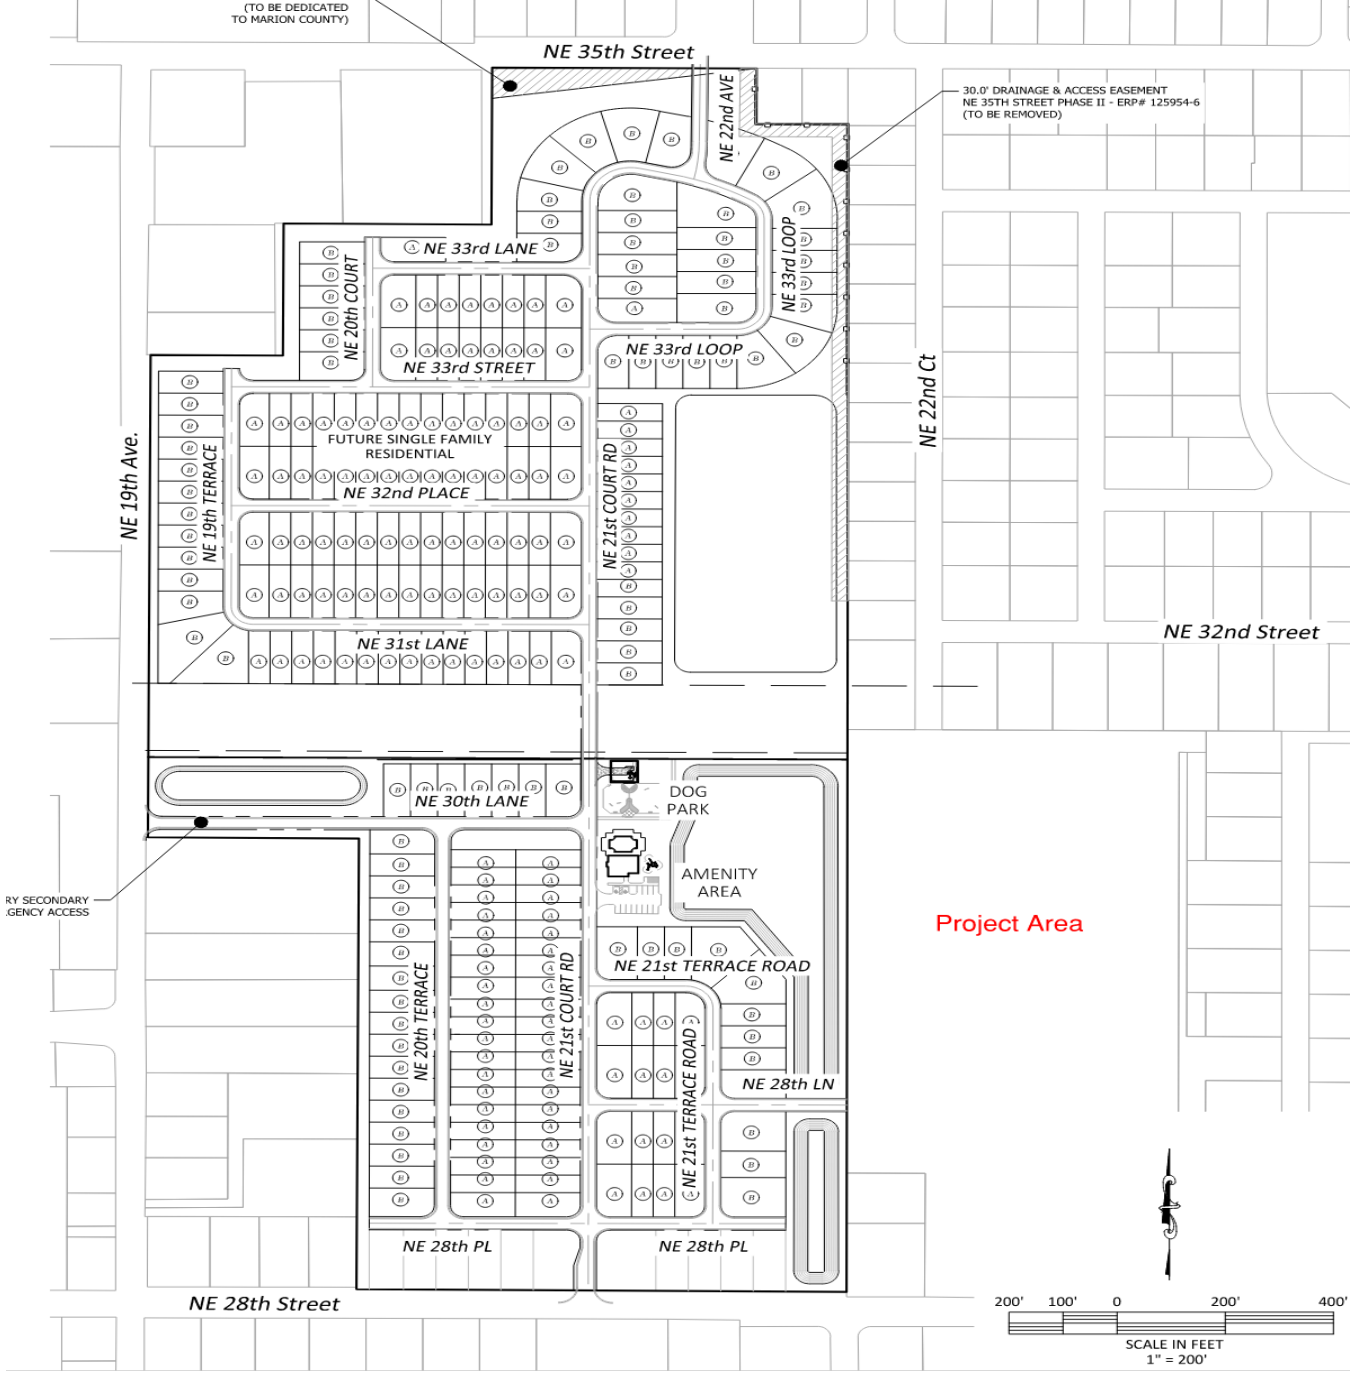 (TO BE DEDICATED
TO MARION COUNTY)
NE 35th Street
NE 22nd AVE
30.0' DRAINAGE & ACCESS EASEMENT
NE 35TH STREET PHASE II - ERP# 125954-6
(TO BE REMOVED)
NE 33rd LANE
NE 20th COURT
NE 33rd LOOP
NE 33rd LOOP
NE 33rd STREET
NE 22nd Ct
NE 19th Ave.
NE 19th TERRACE
FUTURE SINGLE FAMILY
RESIDENTIAL
NE 32nd PLACE
NE 21st COURT RD
NE 31st LANE
NE 32nd Street
NE 30th LANE
DOG
PARK
AMENITY
AREA
RY SECONDARY
GENCY ACCESS
Project Area
NE 20th TERRACE
NE 21st COURT RD
NE 21st TERRACE ROAD
NE 21st TERRACE ROAD
NE 28th LN
NE 28th PL
NE 28th PL
NE 28th Street
200' 100' 0 200' 400'
SCALE IN FEET
1" = 200'